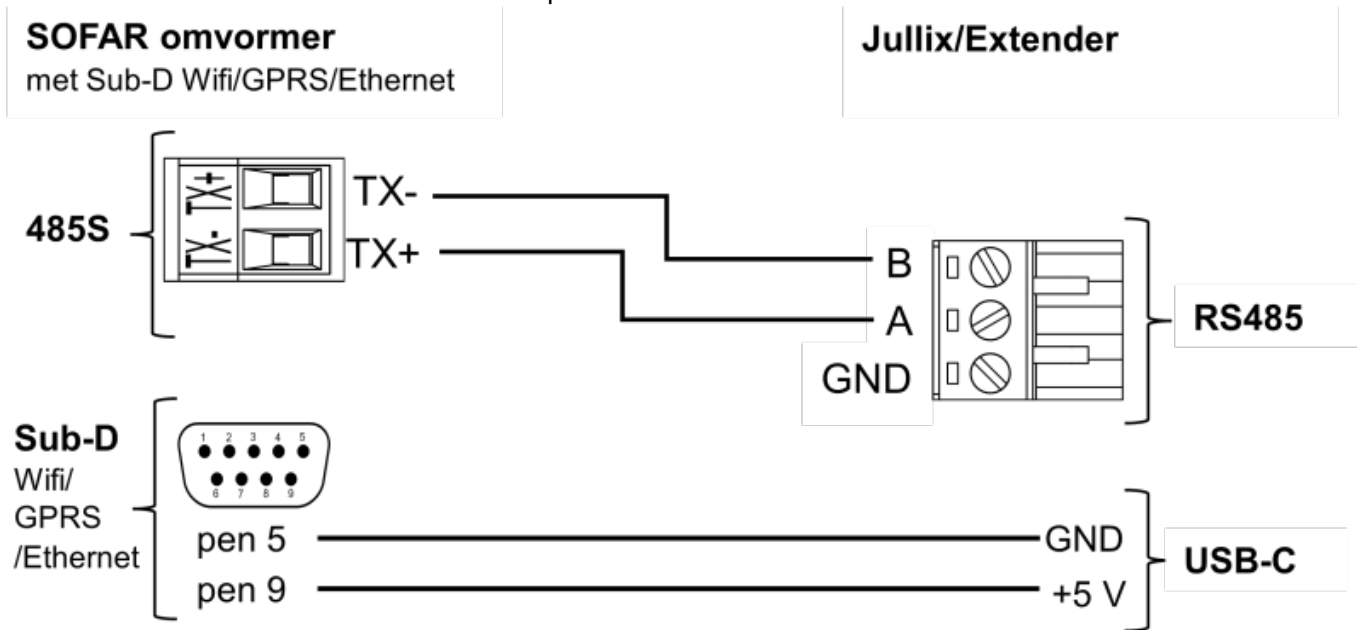 SOFAR omvormer
met Sub-D Wifi/GPRS/Ethernet
Jullix/Extender
485S
TX+
TX-
TX-
TX+
B
A
GND
RS485
Sub-D
Wifi/
GPRS
/Ethernet
1 2 3 4 5
6 7 8 9
pen 5
pen 9
GND
+5 V
USB-C